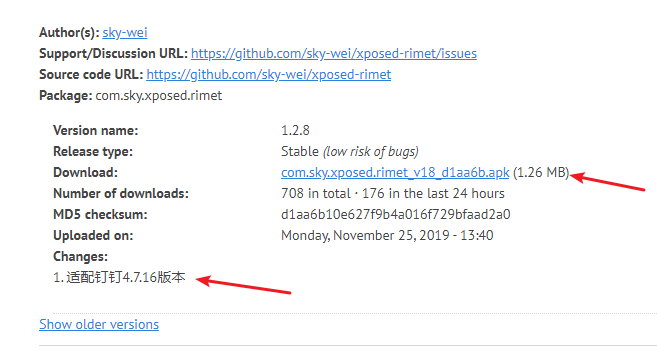 Author(s): sky-wei
Support/Discussion URL: https://github.com/sky-wei/xposed-rimet/issues
Source code URL: https://github.com/sky-wei/xposed-rimet
Package: com.sky.xposed.rimet
Version name: 1.2.8
Release type: Stable (low risk of bugs)
Download: com.sky.xposed.rimet_v18_d1aa6b.apk (1.26 MB)
Number of downloads: 708 in total · 176 in the last 24 hours
MD5 checksum: d1aa6b10e627f9b4a016f729bfaad2a0
Uploaded on: Monday, November 25, 2019 - 13:40
Changes:
1. 适配钉钉4.7.16版本
Show older versions